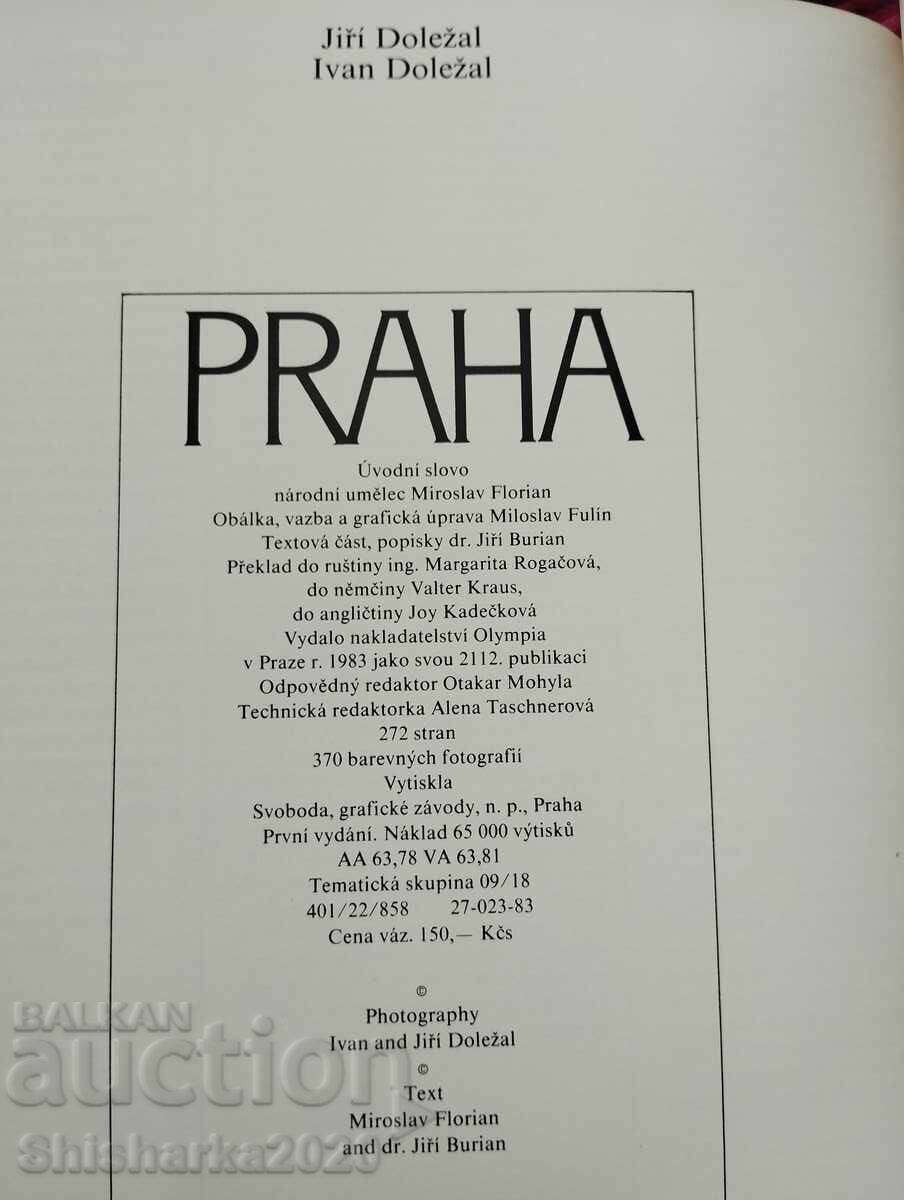 Jiří Doležal
Ivan Doležal
PRAHA
Úvodní slovo
národní umělec Miroslav Florian
Obálka, vazba a grafická úprava Miloslav Fulín
Textová část, popisky dr. Jiří Burian
Překlad do ruštiny ing. Margarita Rogačová,
do němčiny Valter Kraus,
do angličtiny Joy Kadečková
Vydalo nakladatelství Olympia
v Praze r. 1983 jako svou 2112. publikaci
Odpovědný redaktor Otakar Mohyla
Technická redaktorka Alena Taschnerová
272 stran
370 barevných fotografií
Vytiskla
Svoboda, grafické závody, n. p., Praha
První vydání. Náklad 65 000 výtisků
AA 63,78 VA 63,81
Tematická skupina 09/18
401/22/858 27-023-83
Cena váz. 150,— Kčs
©
Photography
Ivan and Jiří Doležal
©
Text
Miroslav Florian
and dr. Jiří Burian
BALKAN
auction
Shisharka2020